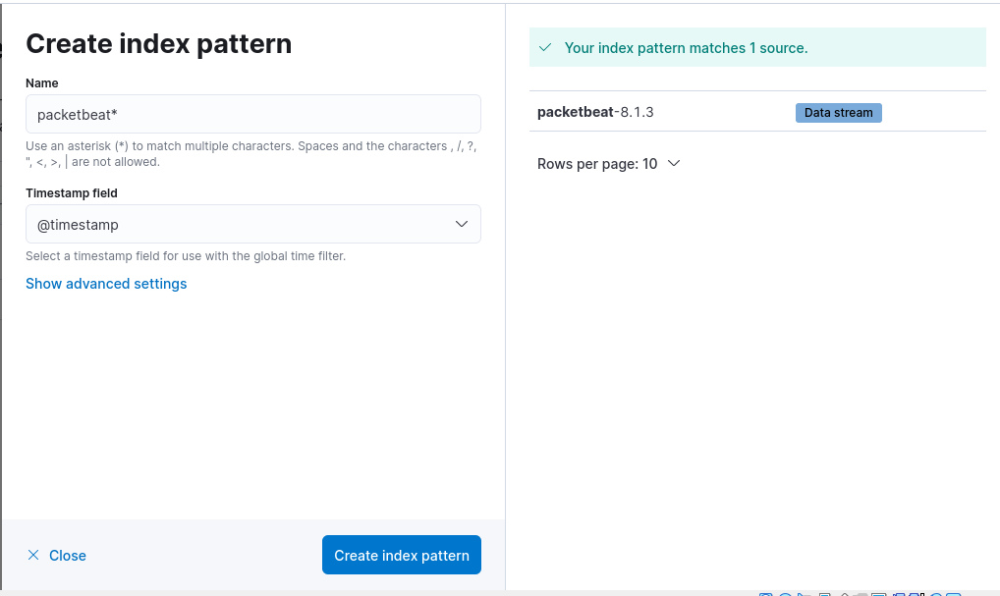 Create index pattern
Name
packetbeat*
Use an asterisk (*) to match multiple characters. Spaces and the characters , /, ?,
", <, >, | are not allowed.
Timestamp field
@timestamp
Select a timestamp field for use with the global time filter.
Show advanced settings
Close
Create index pattern
Your index pattern matches 1 source.
packetbeat-8.1.3
Data stream
Rows per page: 10